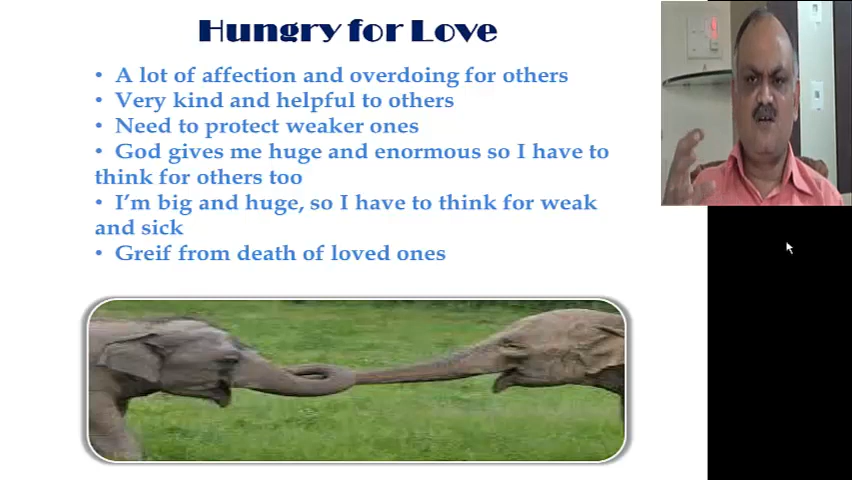 Hungry for Love
• A lot of affection and overdoing for others
• Very kind and helpful to others
• Need to protect weaker ones
• God gives me huge and enormous so I have to
think for others too
• I'm big and huge, so I have to think for weak
and sick
• Greif from death of loved ones